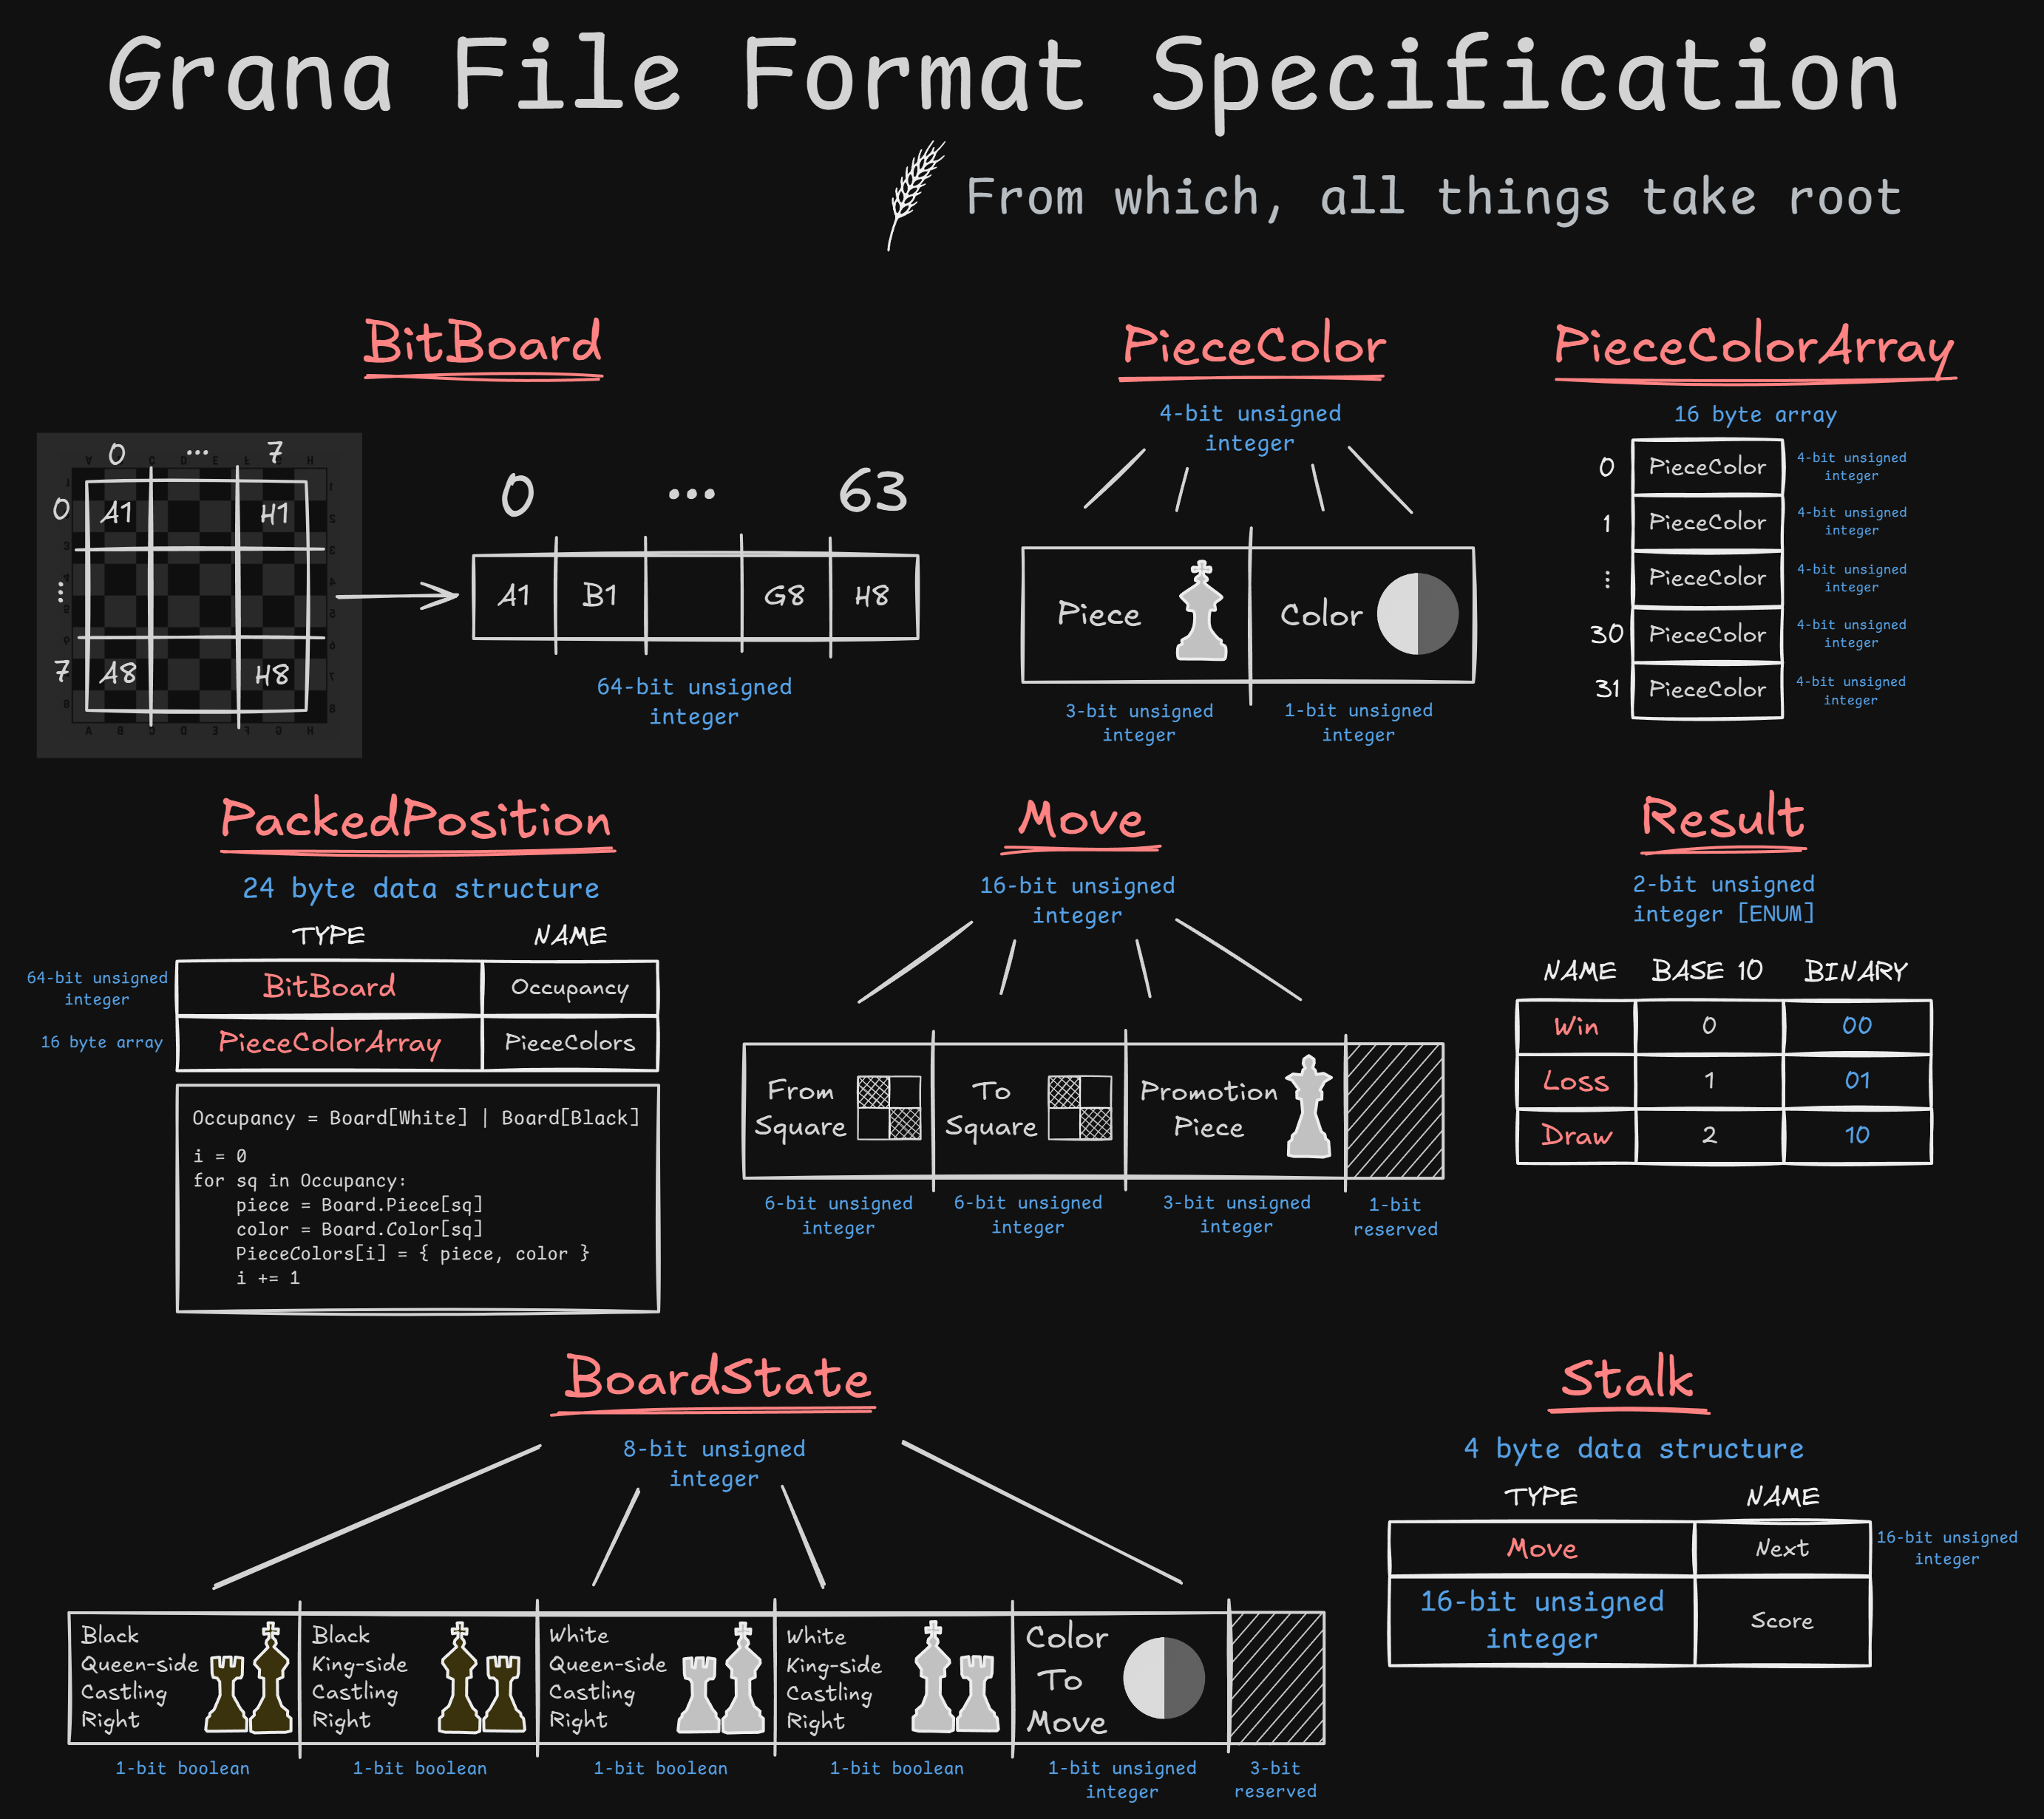 Grana File Format Specification
From which, all things take root
BitBoard
0 ... 7
0 A1 H1
⋮
7 A8 H8
0 ... 63
A1 B1 G8 H8
64-bit unsigned
integer
PieceColor
4-bit unsigned
integer
Piece
Color
3-bit unsigned
integer
1-bit unsigned
integer
PieceColorArray
16 byte array
0 PieceColor 4-bit unsigned
integer
1 PieceColor 4-bit unsigned
integer
⋮ PieceColor 4-bit unsigned
integer
30 PieceColor 4-bit unsigned
integer
31 PieceColor 4-bit unsigned
integer
PackedPosition
24 byte data structure
TYPE NAME
64-bit unsigned
integer
BitBoard Occupancy
16 byte array PieceColorArray PieceColors
Occupancy = Board[White] | Board[Black]
i = 0
for sq in Occupancy:
    piece = Board.Piece[sq]
    color = Board.Color[sq]
    PieceColors[i] = { piece, color }
    i += 1
Move
16-bit unsigned
integer
From
Square
To
Square
Promotion
Piece
6-bit unsigned
integer
6-bit unsigned
integer
3-bit unsigned
integer
1-bit
reserved
Result
2-bit unsigned
integer [ENUM]
NAME BASE 10 BINARY
Win 0 00
Loss 1 01
Draw 2 10
BoardState
8-bit unsigned
integer
Black
Queen-side
Castling
Right
Black
King-side
Castling
Right
White
Queen-side
Castling
Right
White
King-side
Castling
Right
Color
To
Move
1-bit boolean
1-bit boolean
1-bit boolean
1-bit boolean
1-bit unsigned
integer
3-bit
reserved
Stalk
4 byte data structure
TYPE NAME
Move Next 16-bit unsigned
integer
16-bit unsigned
integer
Score